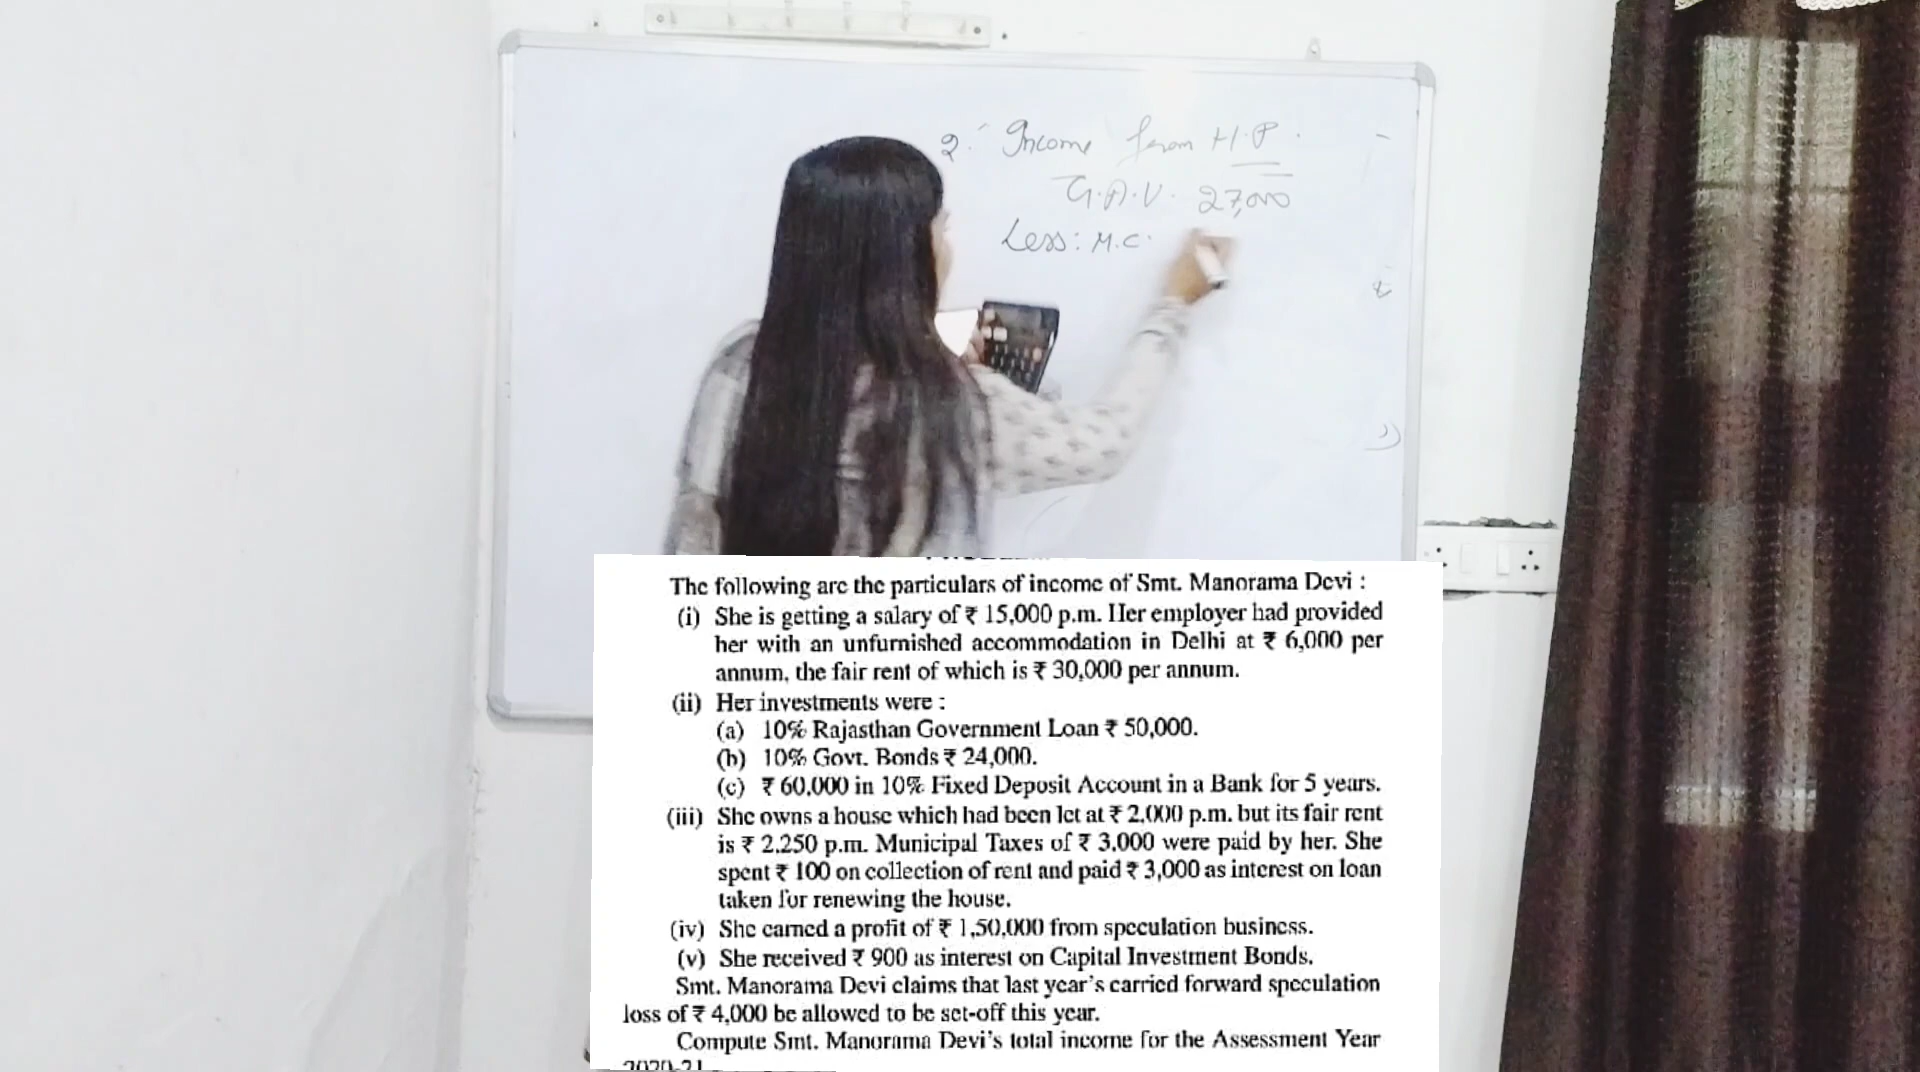 2. Income from H.P.
G.A.V. 27,000
Less: M.C.
The following are the particulars of income of Smt. Manorama Devi :
(i) She is getting a salary of ₹ 15,000 p.m. Her employer had provided
her with an unfurnished accommodation in Delhi at ₹ 6,000 per
annum, the fair rent of which is ₹ 30,000 per annum.
(ii) Her investments were :
(a) 10% Rajasthan Government Loan ₹ 50,000.
(b) 10% Govt. Bonds ₹ 24,000.
(c) ₹ 60,000 in 10% Fixed Deposit Account in a Bank for 5 years.
(iii) She owns a house which had been let at ₹ 2,000 p.m. but its fair rent
is ₹ 2,250 p.m. Municipal Taxes of ₹ 3,000 were paid by her. She
spent ₹ 100 on collection of rent and paid ₹ 3,000 as interest on loan
taken for renewing the house.
(iv) She earned a profit of ₹ 1,50,000 from speculation business.
(v) She received ₹ 900 as interest on Capital Investment Bonds.
Smt. Manorama Devi claims that last year's carried forward speculation
loss of ₹ 4,000 be allowed to be set-off this year.
Compute Smt. Manorama Devi's total income for the Assessment Year
2020-21